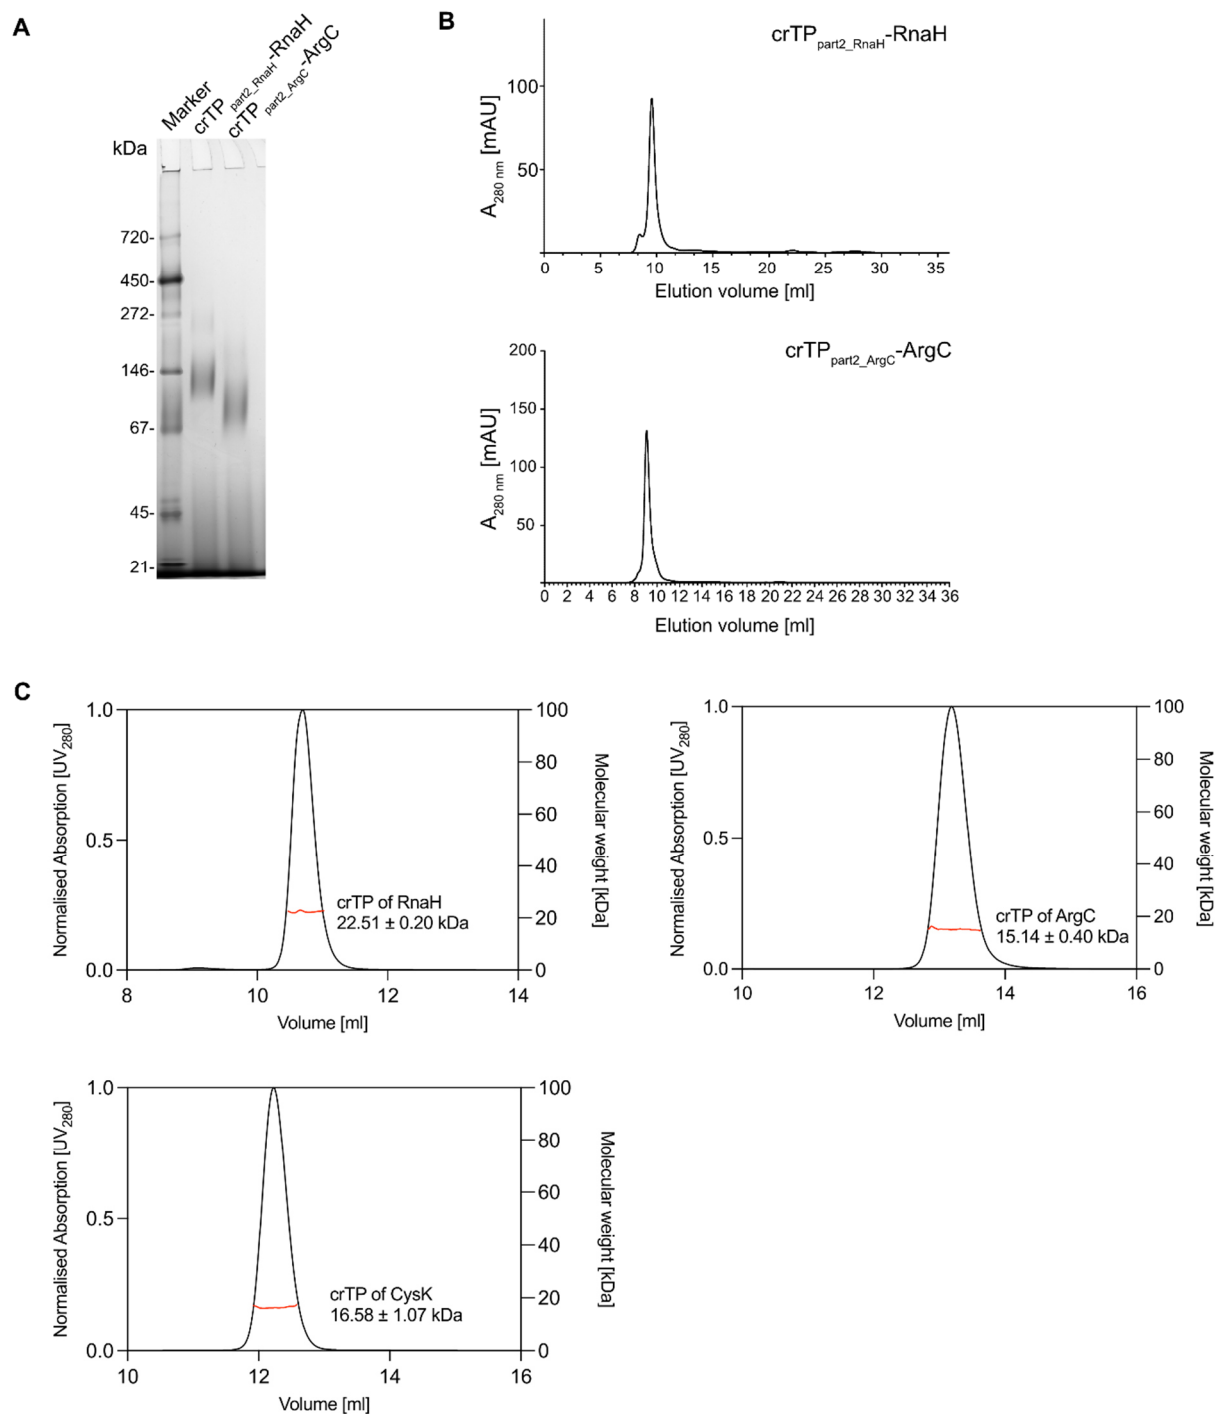 A
Marker
crTP part2_RnaH-RnaH
crTP part2_ArgC-ArgC
kDa
720-
450-
272-
146-
67-
45-
21-
B
crTPpart2_RnaH-RnaH
A280 nm [mAU]
100
50
0 5 10 15 20 25 30 35
Elution volume [ml]
crTPpart2_ArgC-ArgC
A280 nm [mAU]
200
150
100
50
0 2 4 6 8 10 12 14 16 18 20 22 24 26 28 30 32 34 36
Elution volume [ml]
C
Normalised Absorption [UV280]
1.0
0.5
0.0
100
80
60
40
20
0
Molecular weight [kDa]
crTP of RnaH
22.51 ± 0.20 kDa
8 10 12 14
Volume [ml]
Normalised Absorption [UV280]
1.0
0.5
0.0
100
80
60
40
20
0
Molecular weight [kDa]
crTP of ArgC
15.14 ± 0.40 kDa
10 12 14 16
Volume [ml]
Normalised Absorption [UV280]
1.0
0.5
0.0
100
80
60
40
20
0
Molecular weight [kDa]
crTP of CysK
16.58 ± 1.07 kDa
10 12 14 16
Volume [ml]